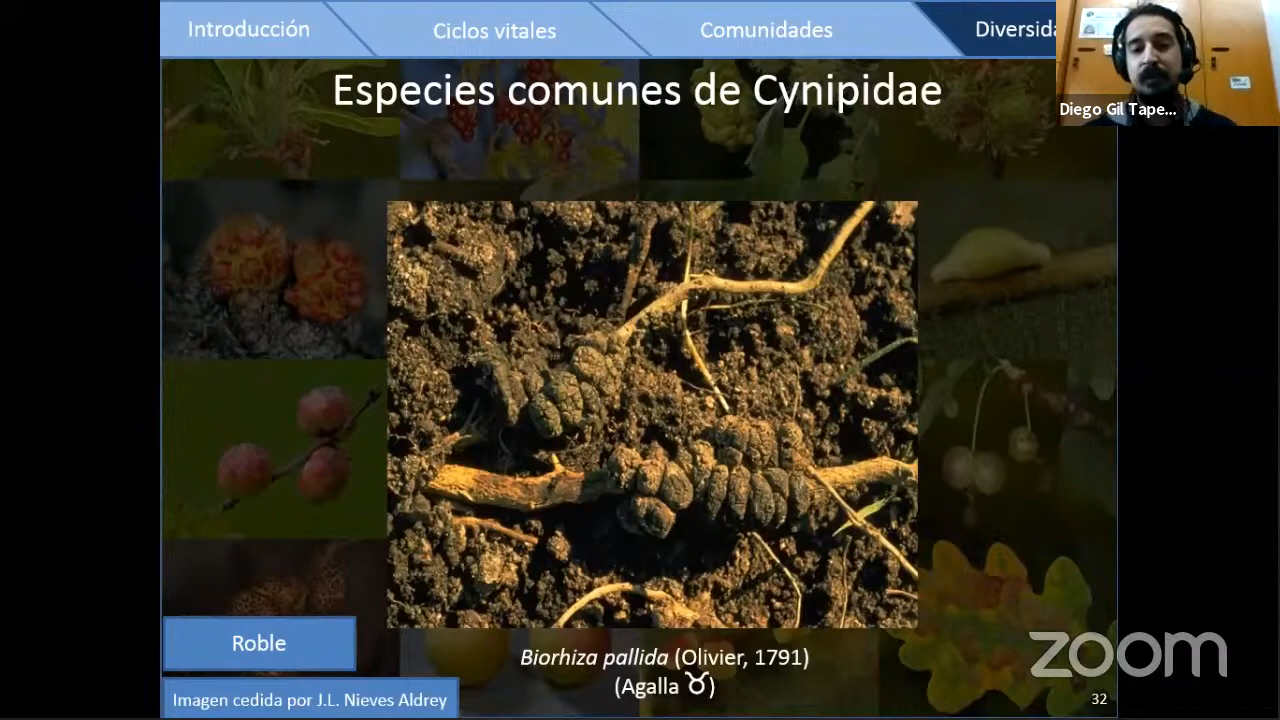 Introducción
Ciclos vitales
Comunidades
Diversida
Diego Gil Tape...
Especies comunes de Cynipidae
Roble
Biorhiza pallida (Olivier, 1791)
(Agalla ♉)
Imagen cedida por J.L. Nieves Aldrey
zoom
32